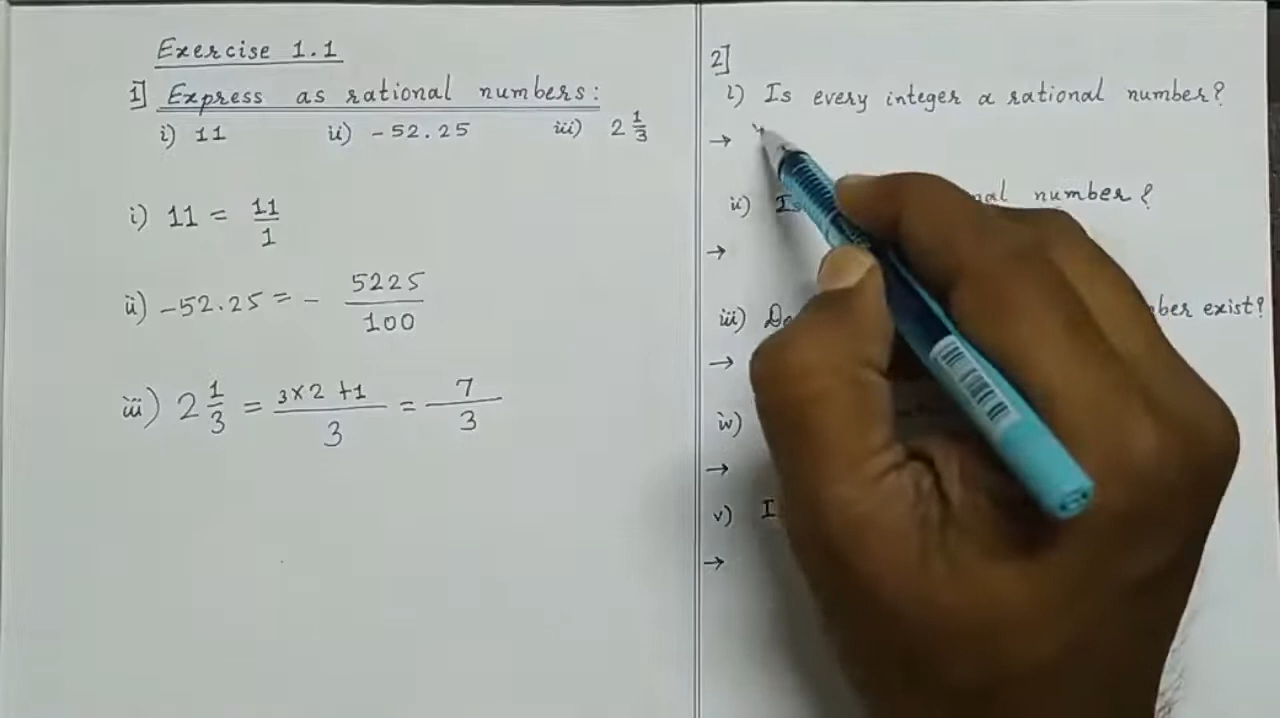 Exercise 1.1
1] Express as rational numbers:
i) 11 ii) -52.25 iii) 2 1/3
i) 11 = 11/1
ii) -52.25 = - 5225/100
iii) 2 1/3 = 3×2 +1/3 = 7/3
2]
i) Is every integer a rational number?
→
ii) Is number?
→
iii) exist?
→
iv)
→
v) I
→